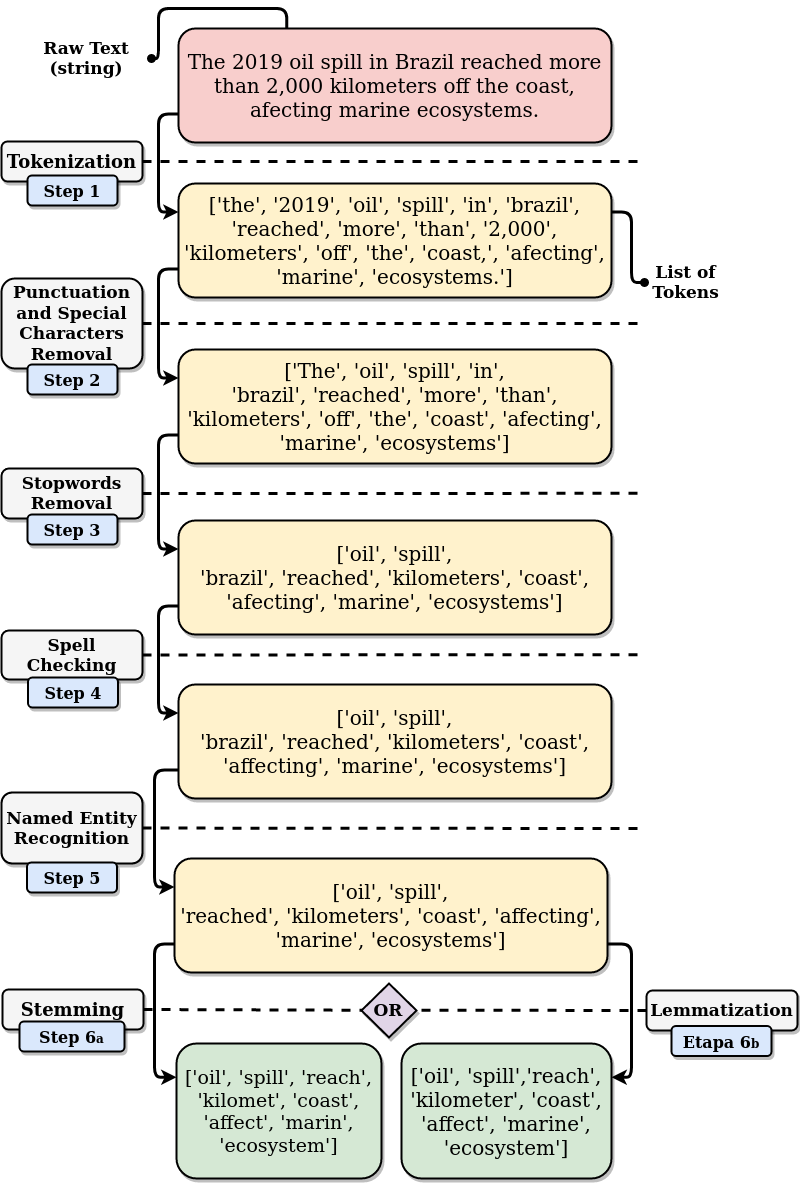 Raw Text
(string)
The 2019 oil spill in Brazil reached more
than 2,000 kilometers off the coast,
afecting marine ecosystems.
Tokenization
Step 1
['the', '2019', 'oil', 'spill', 'in', 'brazil',
'reached', 'more', 'than', '2,000',
'kilometers', 'off', 'the', 'coast,', 'afecting',
'marine', 'ecosystems.']
List of
Tokens
Punctuation
and Special
Characters
Removal
Step 2
['The', 'oil', 'spill', 'in',
'brazil', 'reached', 'more', 'than',
'kilometers', 'off', 'the', 'coast', 'afecting',
'marine', 'ecosystems']
Stopwords
Removal
Step 3
['oil', 'spill',
'brazil', 'reached', 'kilometers', 'coast',
'afecting', 'marine', 'ecosystems']
Spell
Checking
Step 4
['oil', 'spill',
'brazil', 'reached', 'kilometers', 'coast',
'affecting', 'marine', 'ecosystems']
Named Entity
Recognition
Step 5
['oil', 'spill',
'reached', 'kilometers', 'coast', 'affecting',
'marine', 'ecosystems']
Stemming
Step 6a
OR
Lemmatization
Etapa 6b
['oil', 'spill', 'reach',
'kilomet', 'coast',
'affect', 'marin',
'ecosystem']
['oil', 'spill','reach',
'kilometer', 'coast',
'affect', 'marine',
'ecosystem']